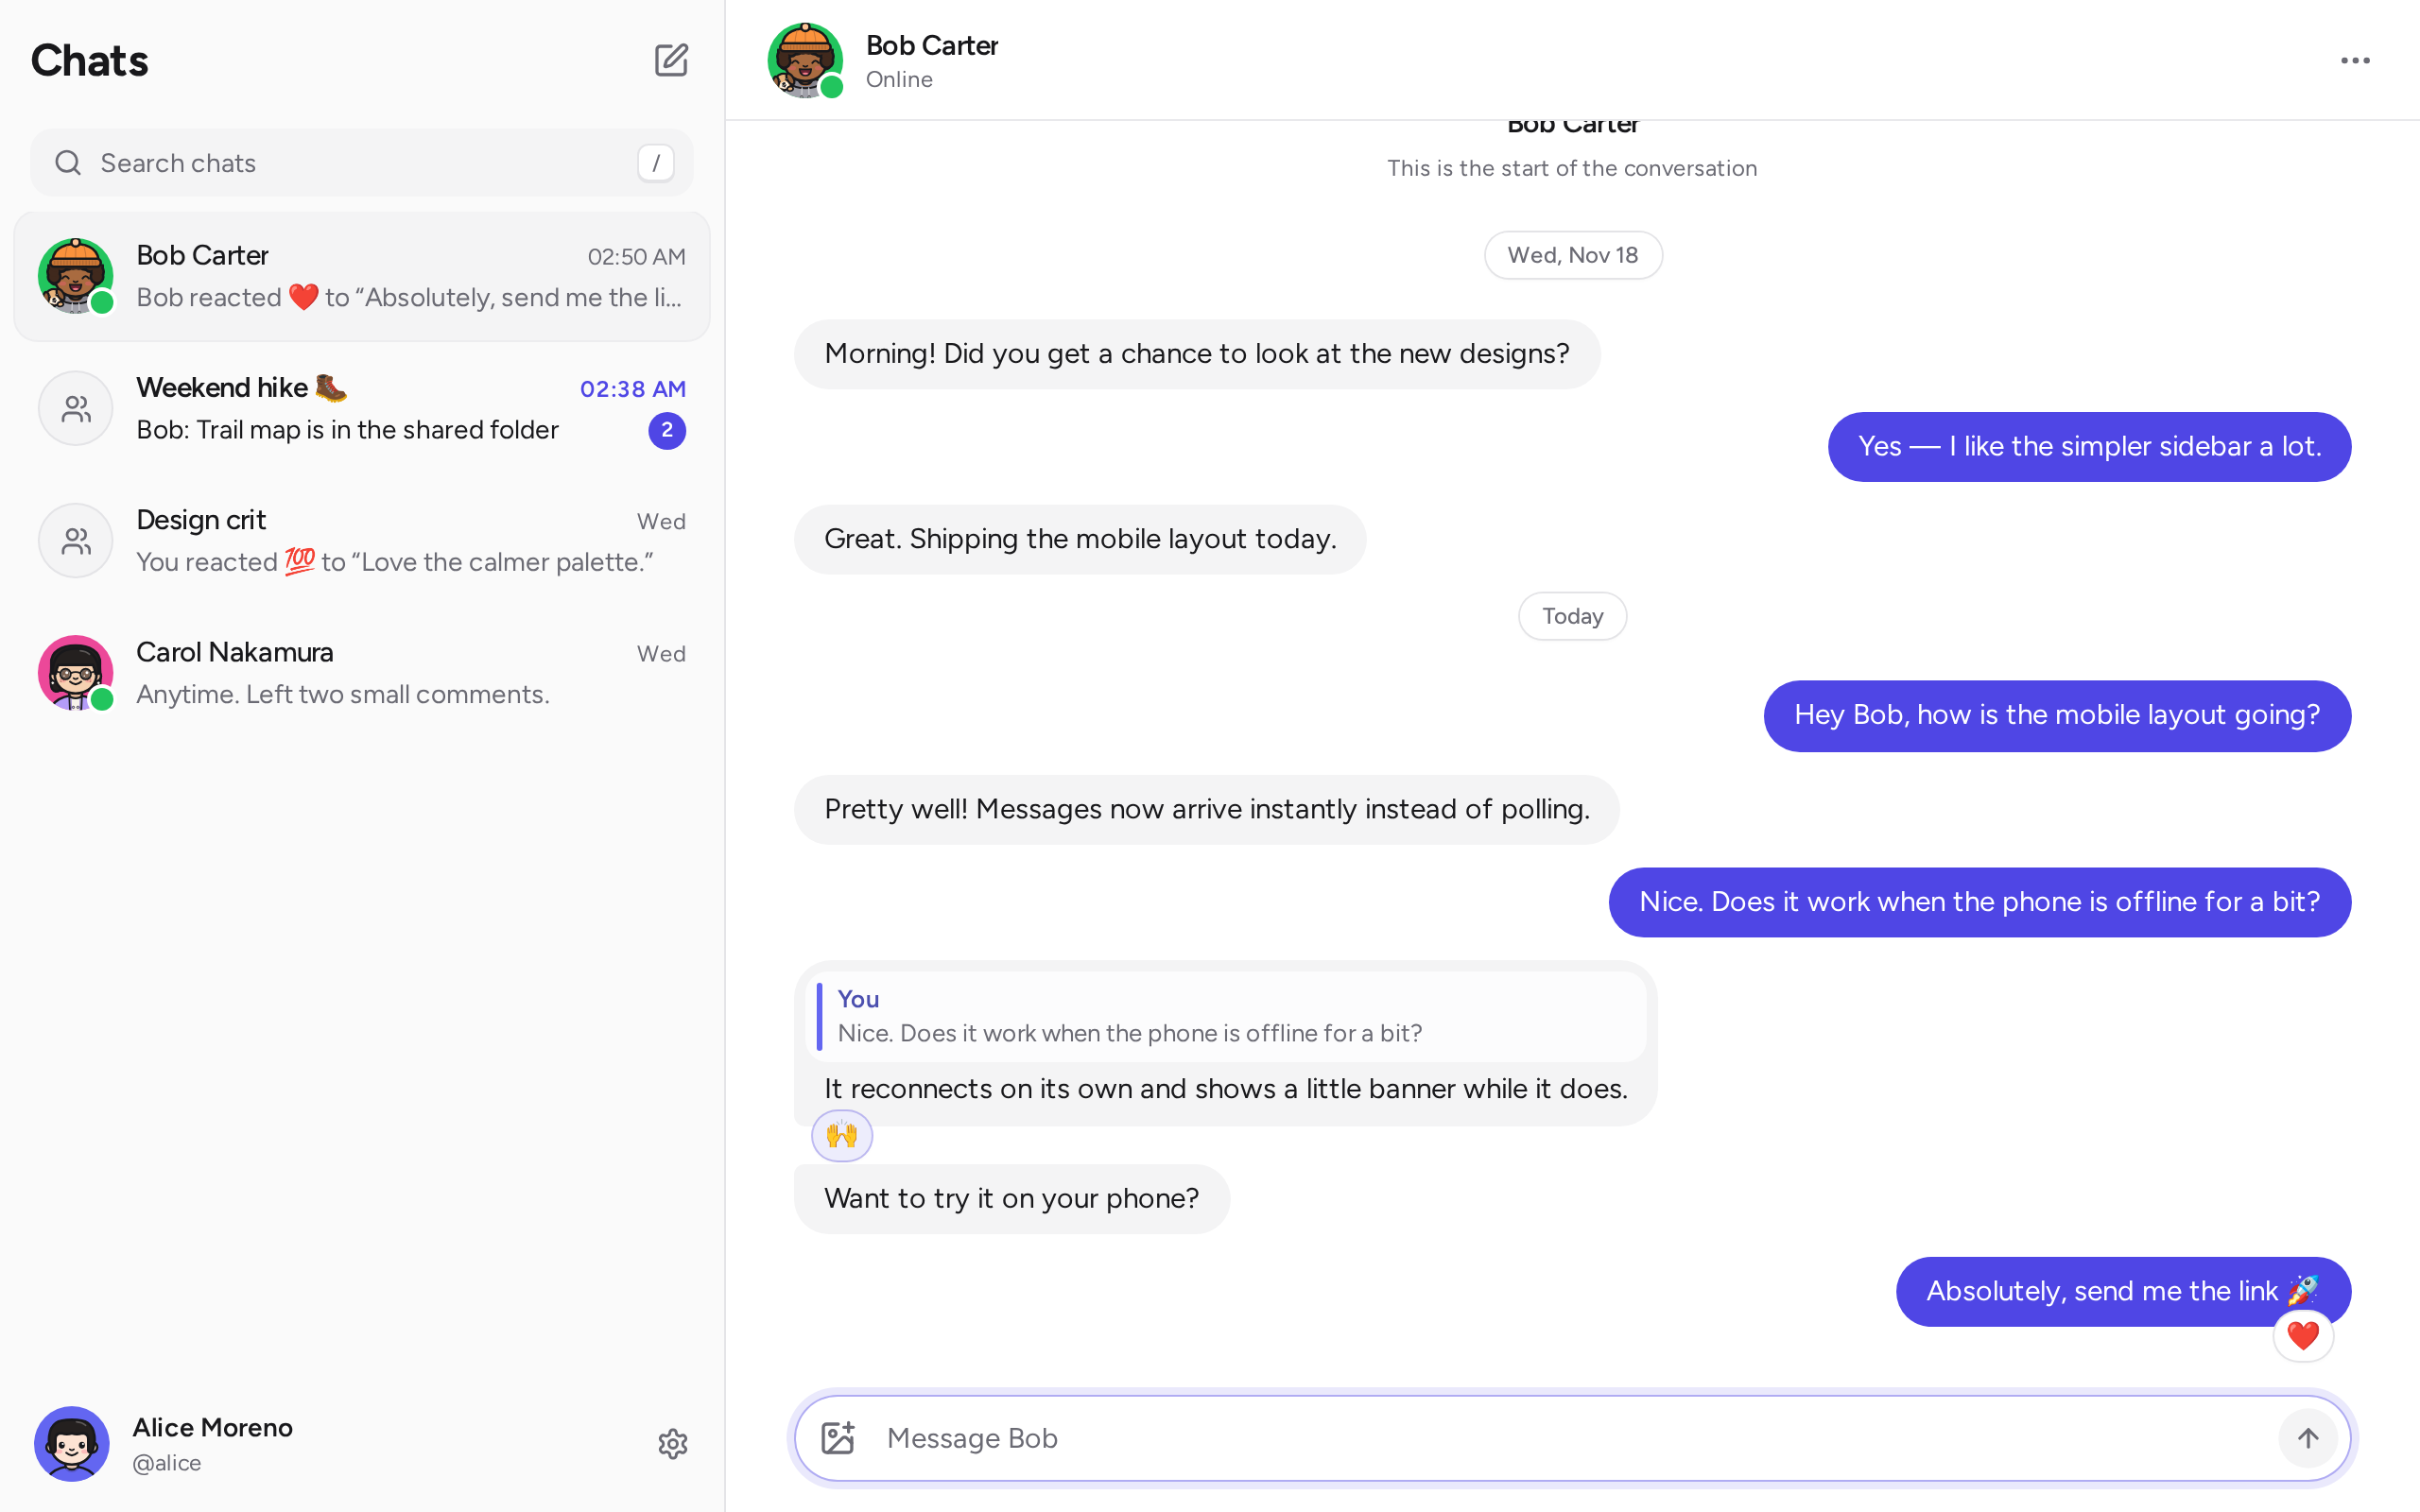 Chats
Search chats
/
Bob Carter
02:50 AM
Bob reacted ❤️ to “Absolutely, send me the li...
Weekend hike 🥾
02:38 AM
Bob: Trail map is in the shared folder
2
Design crit
Wed
You reacted 💯 to “Love the calmer palette.”
Carol Nakamura
Wed
Anytime. Left two small comments.
Alice Moreno
@alice
Bob Carter
Online
Bob Carter
This is the start of the conversation
Wed, Nov 18
Morning! Did you get a chance to look at the new designs?
Yes — I like the simpler sidebar a lot.
Great. Shipping the mobile layout today.
Today
Hey Bob, how is the mobile layout going?
Pretty well! Messages now arrive instantly instead of polling.
Nice. Does it work when the phone is offline for a bit?
You
Nice. Does it work when the phone is offline for a bit?
It reconnects on its own and shows a little banner while it does.
🙌
Want to try it on your phone?
Absolutely, send me the link 🚀
❤️
Message Bob